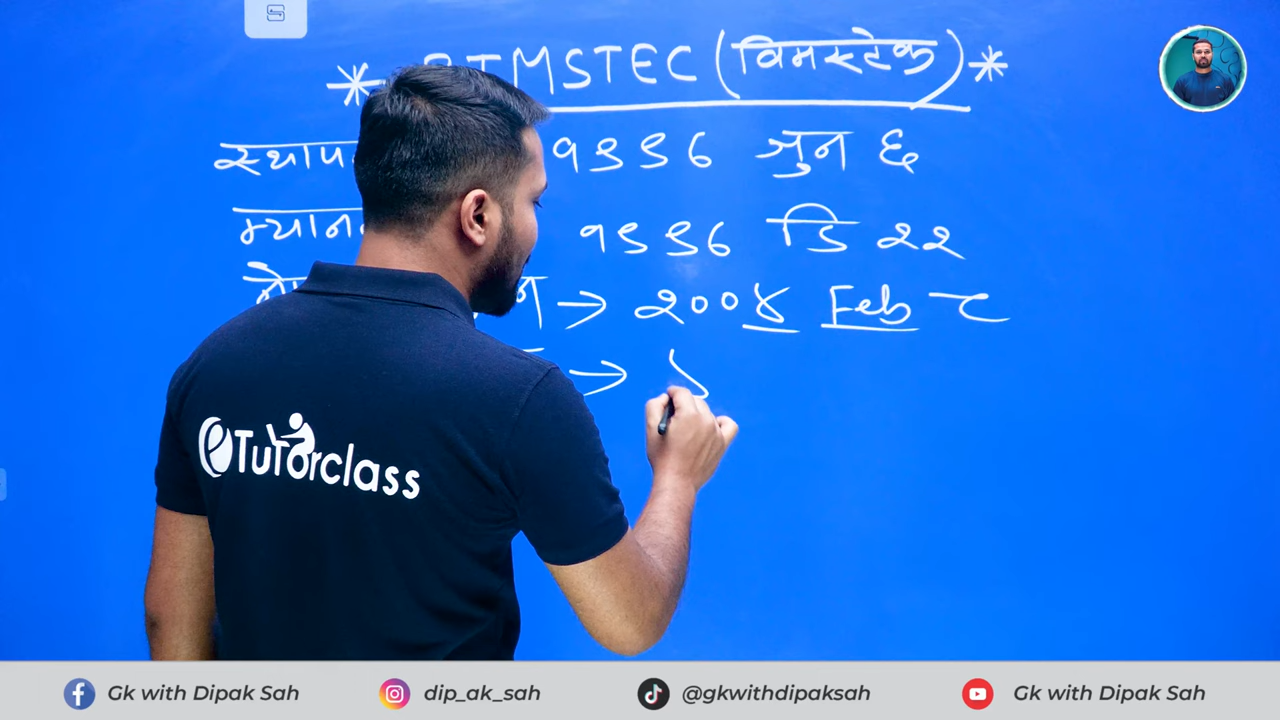 * BIMSTEC (विमस्टेक) *
स्थाप १९९७ जुन ६
म्यान १९९७ डि २२
→ २००४ Feb ८
→
eTutorclass
Gk with Dipak Sah dip_ak_sah @gkwithdipaksah Gk with Dipak Sah